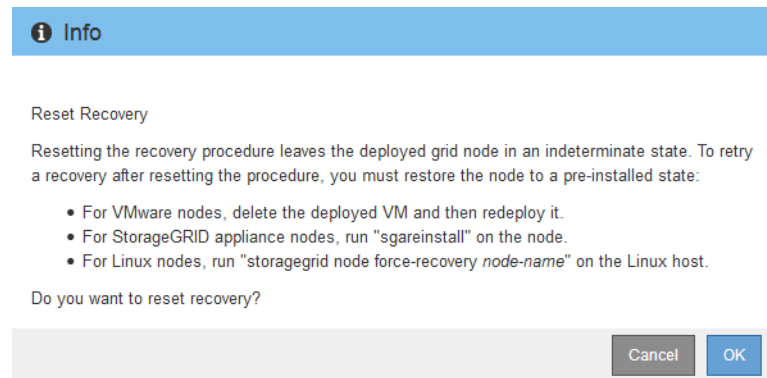 Info
Reset Recovery
Resetting the recovery procedure leaves the deployed grid node in an indeterminate state. To retry
a recovery after resetting the procedure, you must restore the node to a pre-installed state:
• For VMware nodes, delete the deployed VM and then redeploy it.
• For StorageGRID appliance nodes, run "sgareinstall" on the node.
• For Linux nodes, run "storagegrid node force-recovery node-name" on the Linux host.
Do you want to reset recovery?
Cancel OK